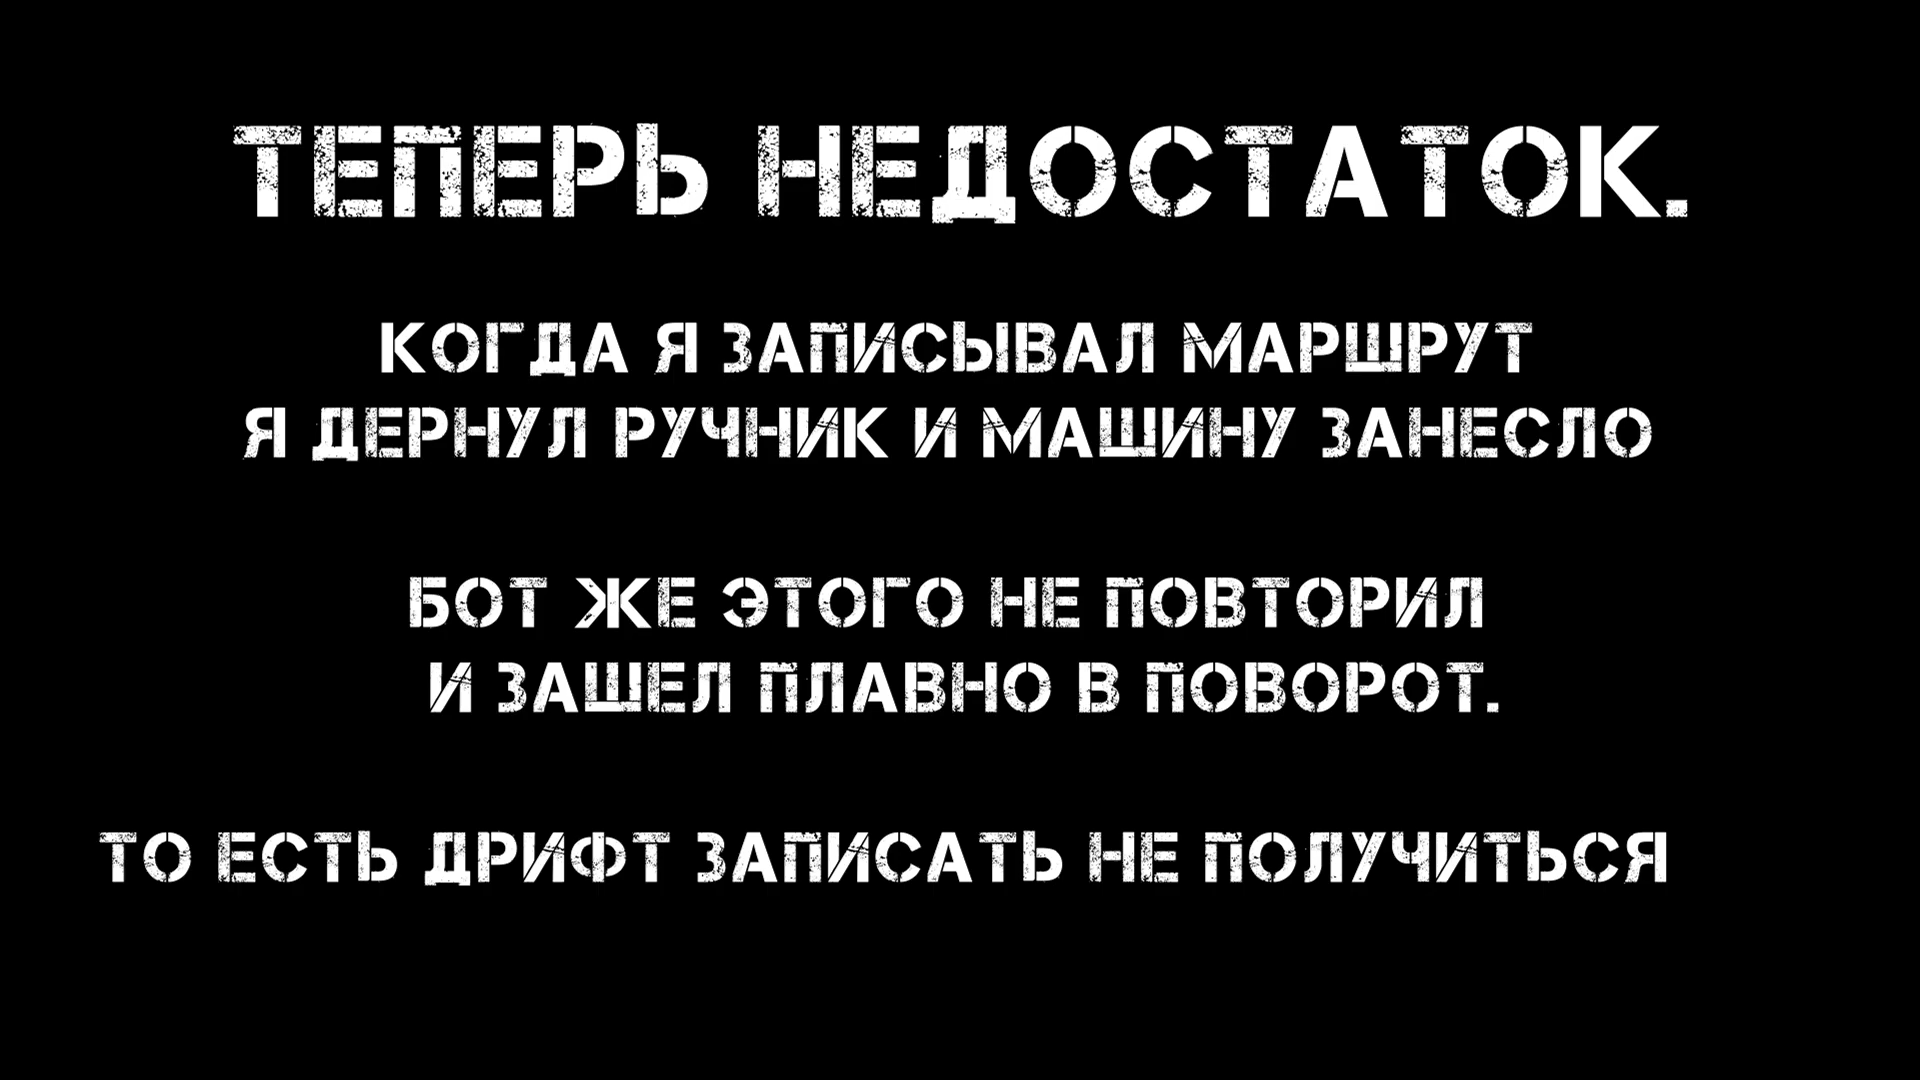 ТЕПЕРЬ НЕДОСТАТОК.
КОГДА Я ЗАПИСЫВАЛ МАРШРУТ
Я ДЕРНУЛ РУЧНИК И МАШИНУ ЗАНЕСЛО
БОТ ЖЕ ЭТОГО НЕ ПОВТОРИЛ
И ЗАШЕЛ ПЛАВНО В ПОВОРОТ.
ТО ЕСТЬ ДРИФТ ЗАПИСАТЬ НЕ ПОЛУЧИТЬСЯ